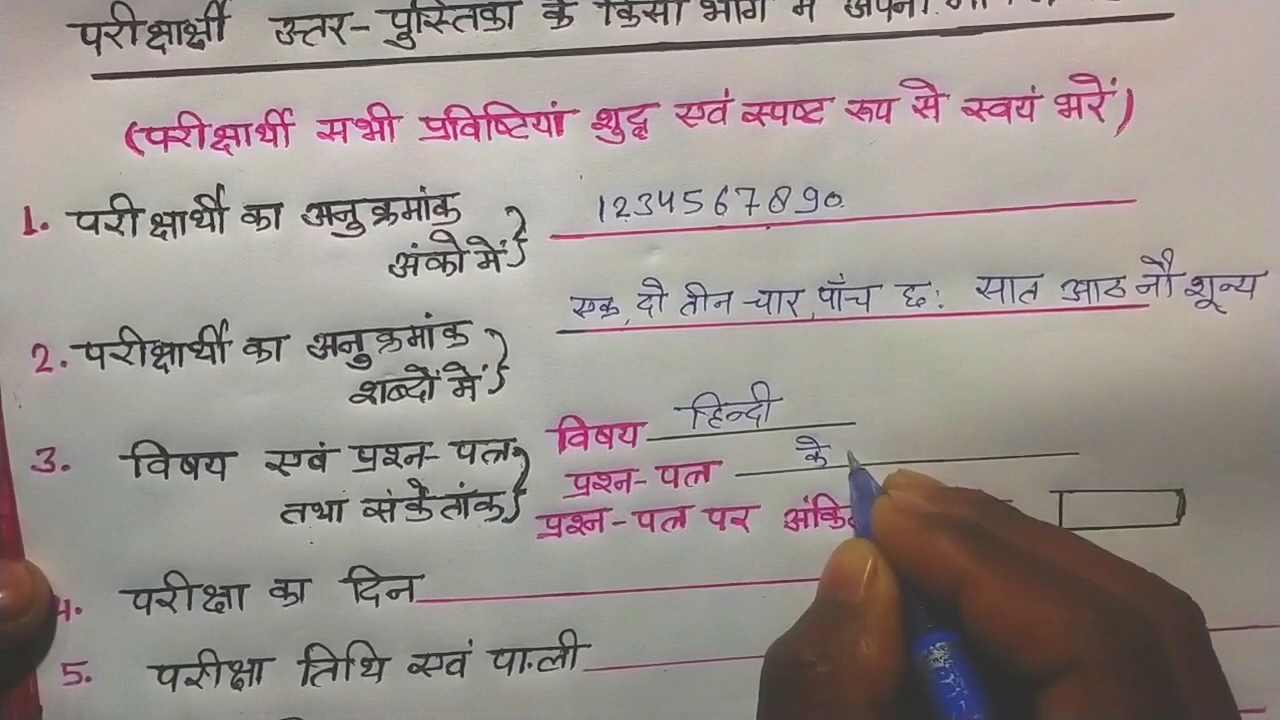 परीक्षार्थी उत्तर-पुस्तिका के किसी भाग में अपना
(परीक्षार्थी सभी प्रविष्टियां शुद्ध एवं स्पष्ट रूप से स्वयं भरें)
1. परीक्षार्थी का अनुक्रमांक
अंको में } 1234567890
2. परीक्षार्थी का अनुक्रमांक
शब्दों में } एक, दो तीन चार, पाँच छः सात आठ नौ शून्य
3. विषय एवं प्रश्न-पत्र
तथा संकेतांक }
विषय हिन्दी
प्रश्न-पत्र के
प्रश्न-पत्र पर
4. परीक्षा का दिन
5. परीक्षा तिथि एवं पाली